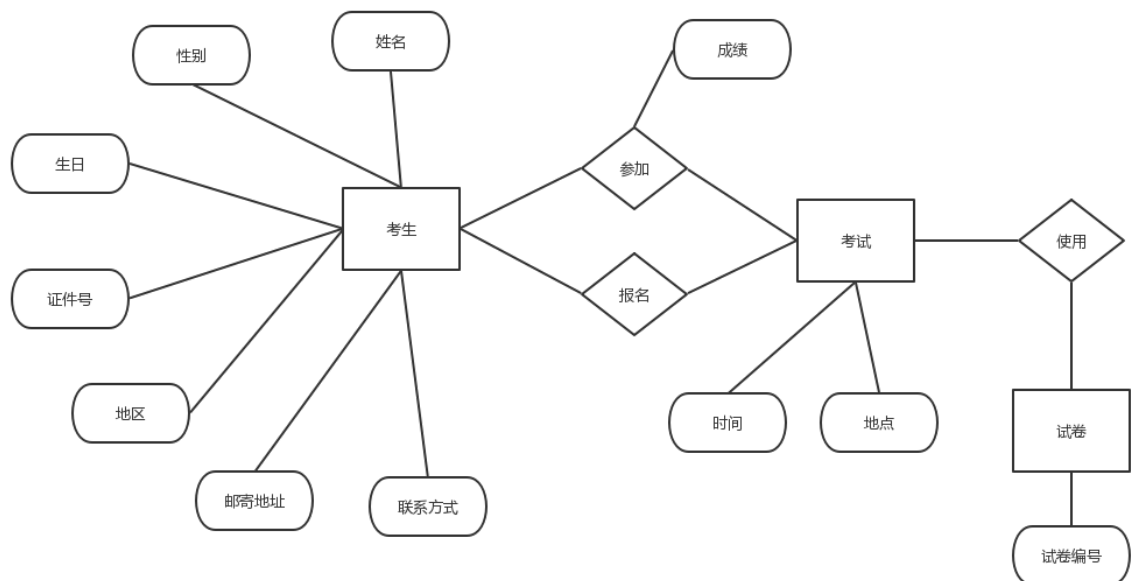 姓名
性别
成绩
生日
参加
考生
考试
使用
证件号
报名
地区
时间
地点
试卷
邮寄地址
联系方式
试卷编号